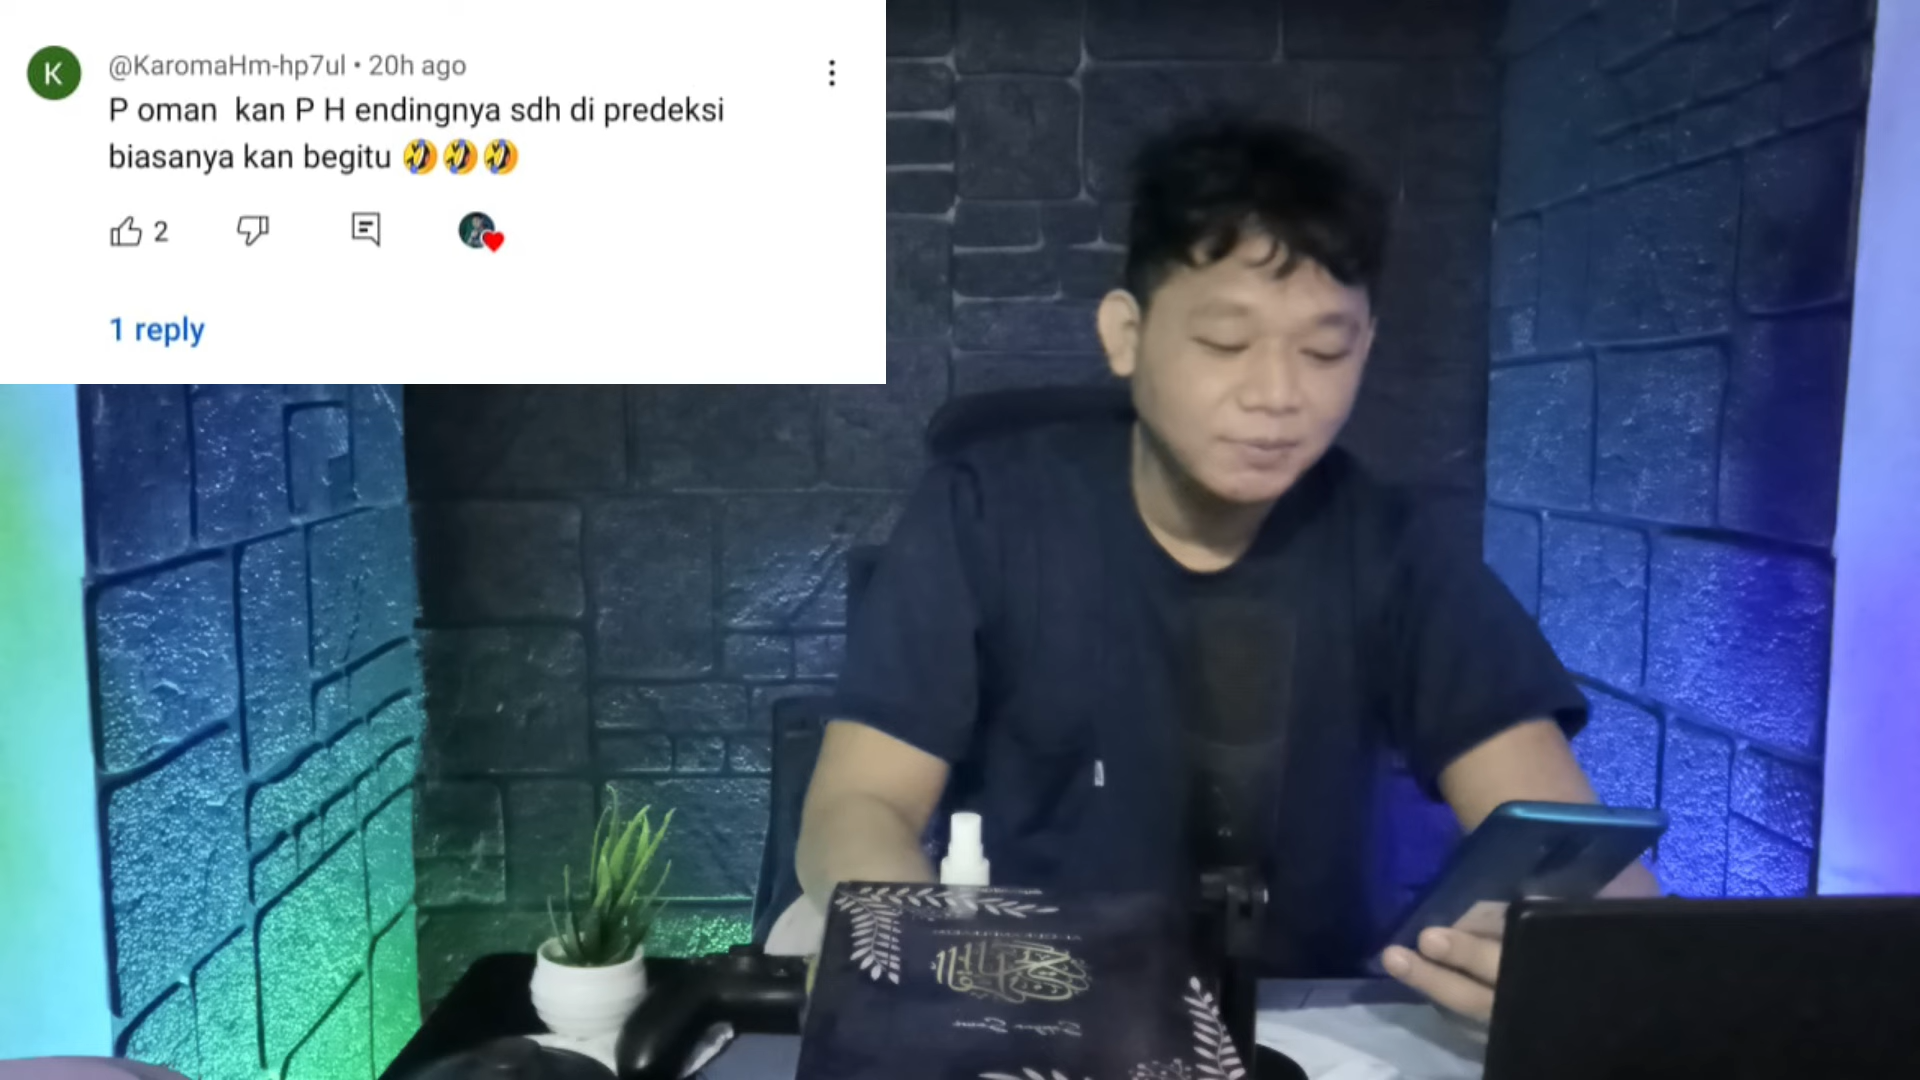 K
@KaromaHm-hp7ul • 20h ago
P oman kan P H endingnya sdh di predeksi
biasanya kan begitu 🤣🤣🤣
2
1 reply